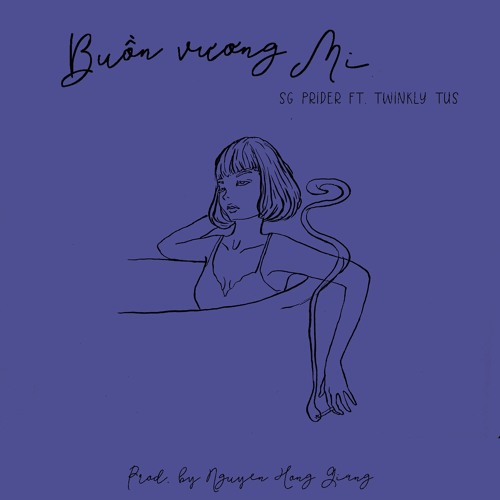 Buồn vương Mi
SG PRIDER FT. TWINKLY TUS
Prod. by Nguyen Hong Giang